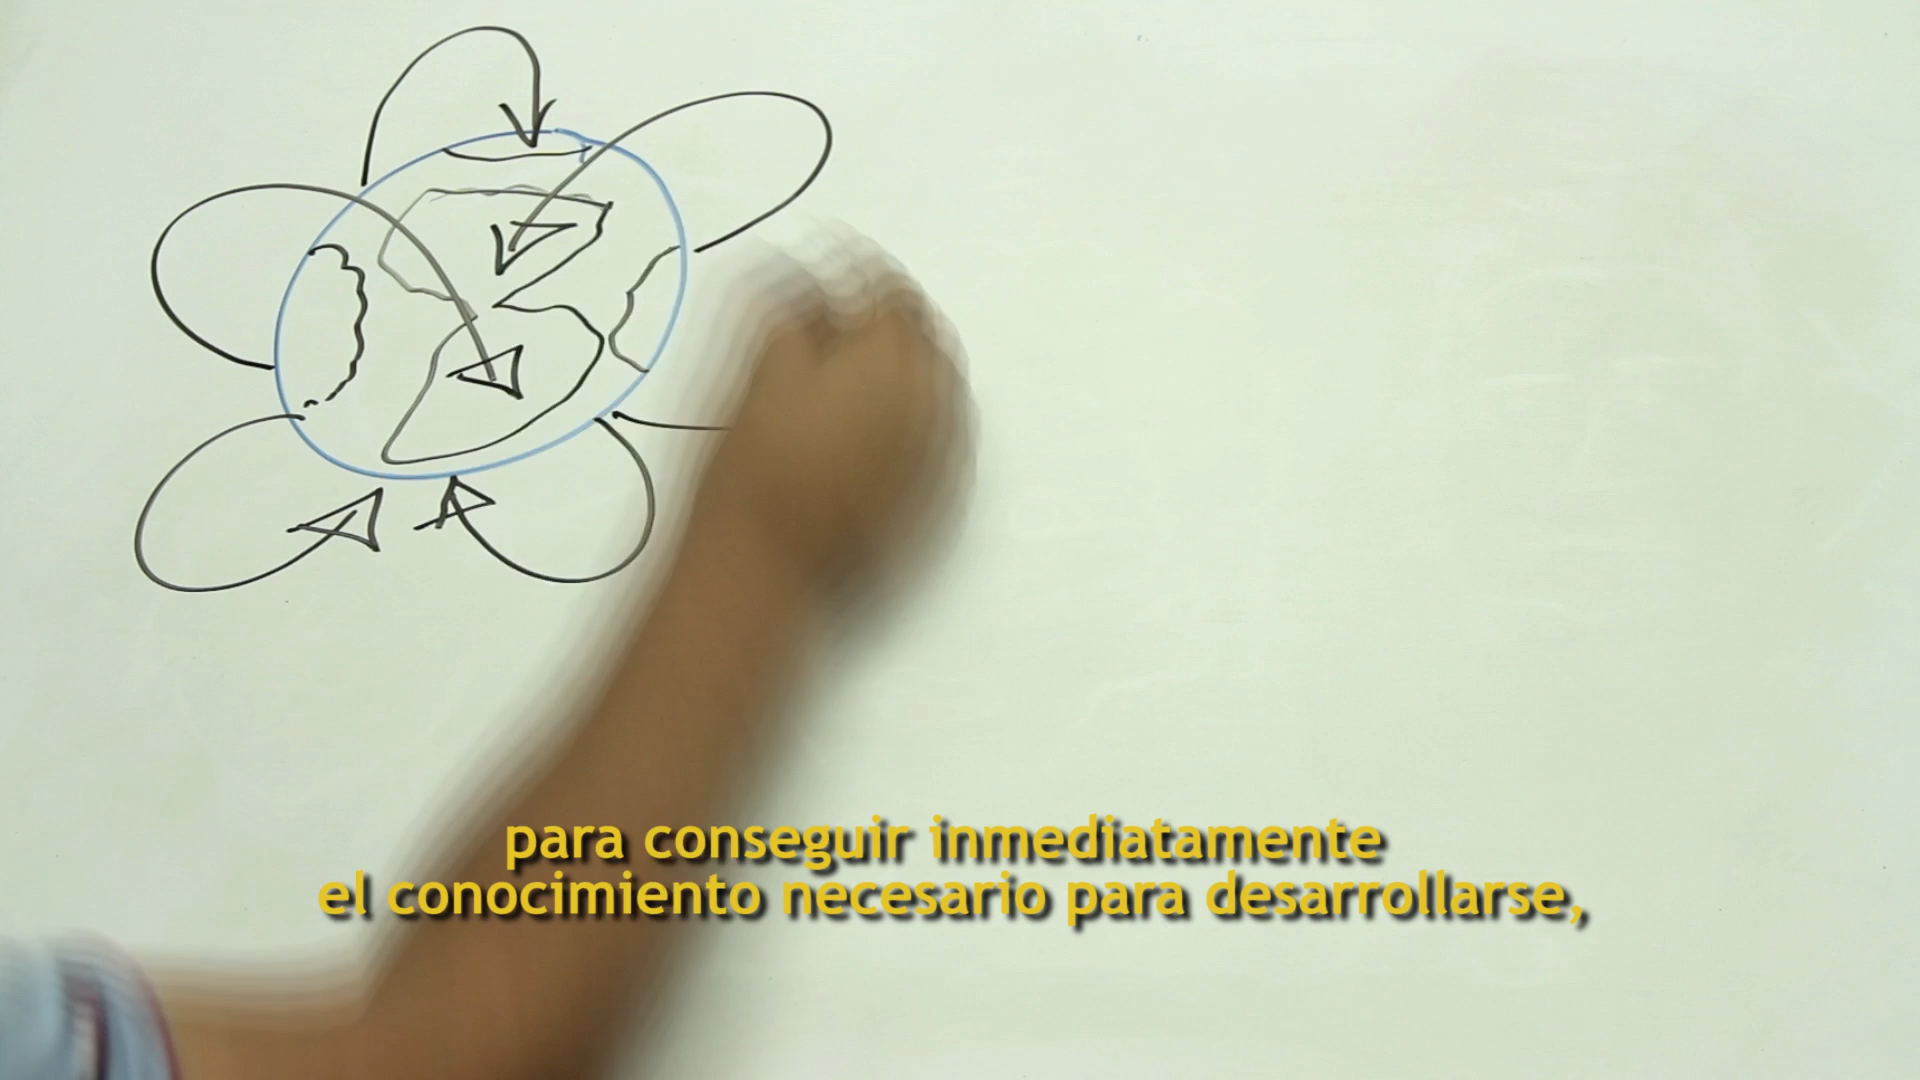 para conseguir inmediatamente
el conocimiento necesario para desarrollarse,